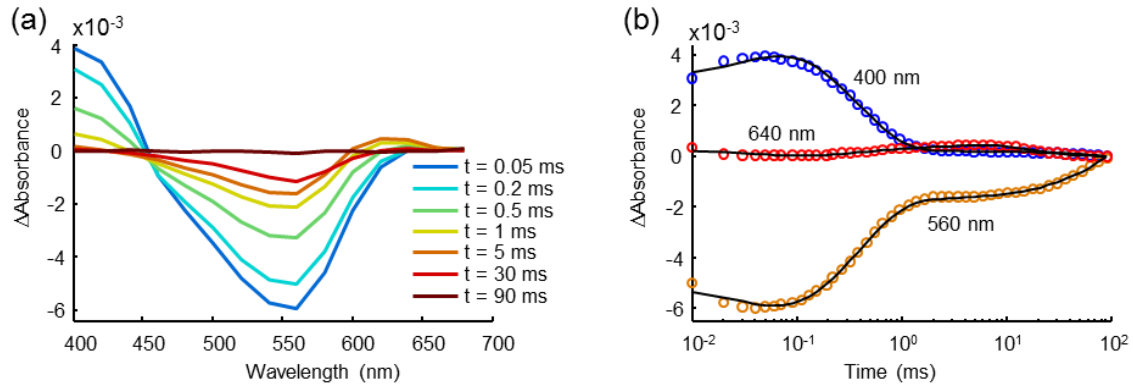 (a)
x10-3
4
2
0
-2
-4
-6
ΔAbsorbance
400 450 500 550 600 650 700
Wavelength (nm)
t = 0.05 ms
t = 0.2 ms
t = 0.5 ms
t = 1 ms
t = 5 ms
t = 30 ms
t = 90 ms
(b)
x10-3
4
2
0
-2
-4
-6
ΔAbsorbance
400 nm
640 nm
560 nm
10-2 10-1 100 101 102
Time (ms)